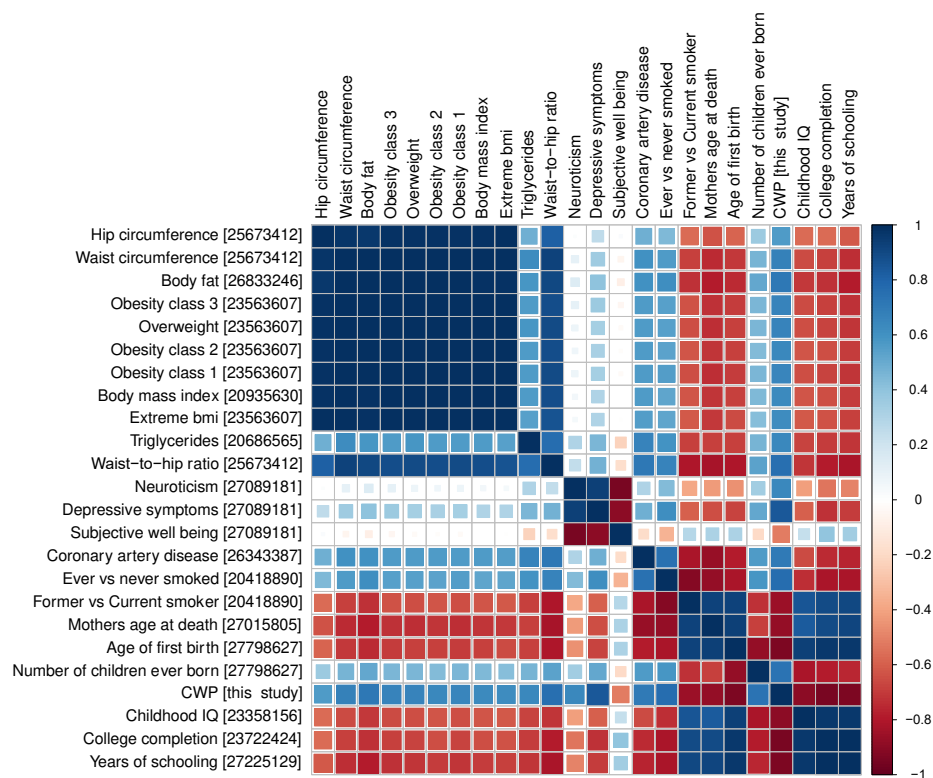 Hip circumference
Waist circumference
Body fat
Obesity class 3
Overweight
Obesity class 2
Obesity class 1
Body mass index
Extreme bmi
Triglycerides
Waist−to−hip ratio
Neuroticism
Depressive symptoms
Subjective well being
Coronary artery disease
Ever vs never smoked
Former vs Current smoker
Mothers age at death
Age of first birth
Number of children ever born
CWP [this study]
Childhood IQ
College completion
Years of schooling
Hip circumference [25673412]
Waist circumference [25673412]
Body fat [26833246]
Obesity class 3 [23563607]
Overweight [23563607]
Obesity class 2 [23563607]
Obesity class 1 [23563607]
Body mass index [20935630]
Extreme bmi [23563607]
Triglycerides [20686565]
Waist−to−hip ratio [25673412]
Neuroticism [27089181]
Depressive symptoms [27089181]
Subjective well being [27089181]
Coronary artery disease [26343387]
Ever vs never smoked [20418890]
Former vs Current smoker [20418890]
Mothers age at death [27015805]
Age of first birth [27798627]
Number of children ever born [27798627]
CWP [this study]
Childhood IQ [23358156]
College completion [23722424]
Years of schooling [27225129]
1
0.8
0.6
0.4
0.2
0
−0.2
−0.4
−0.6
−0.8
−1